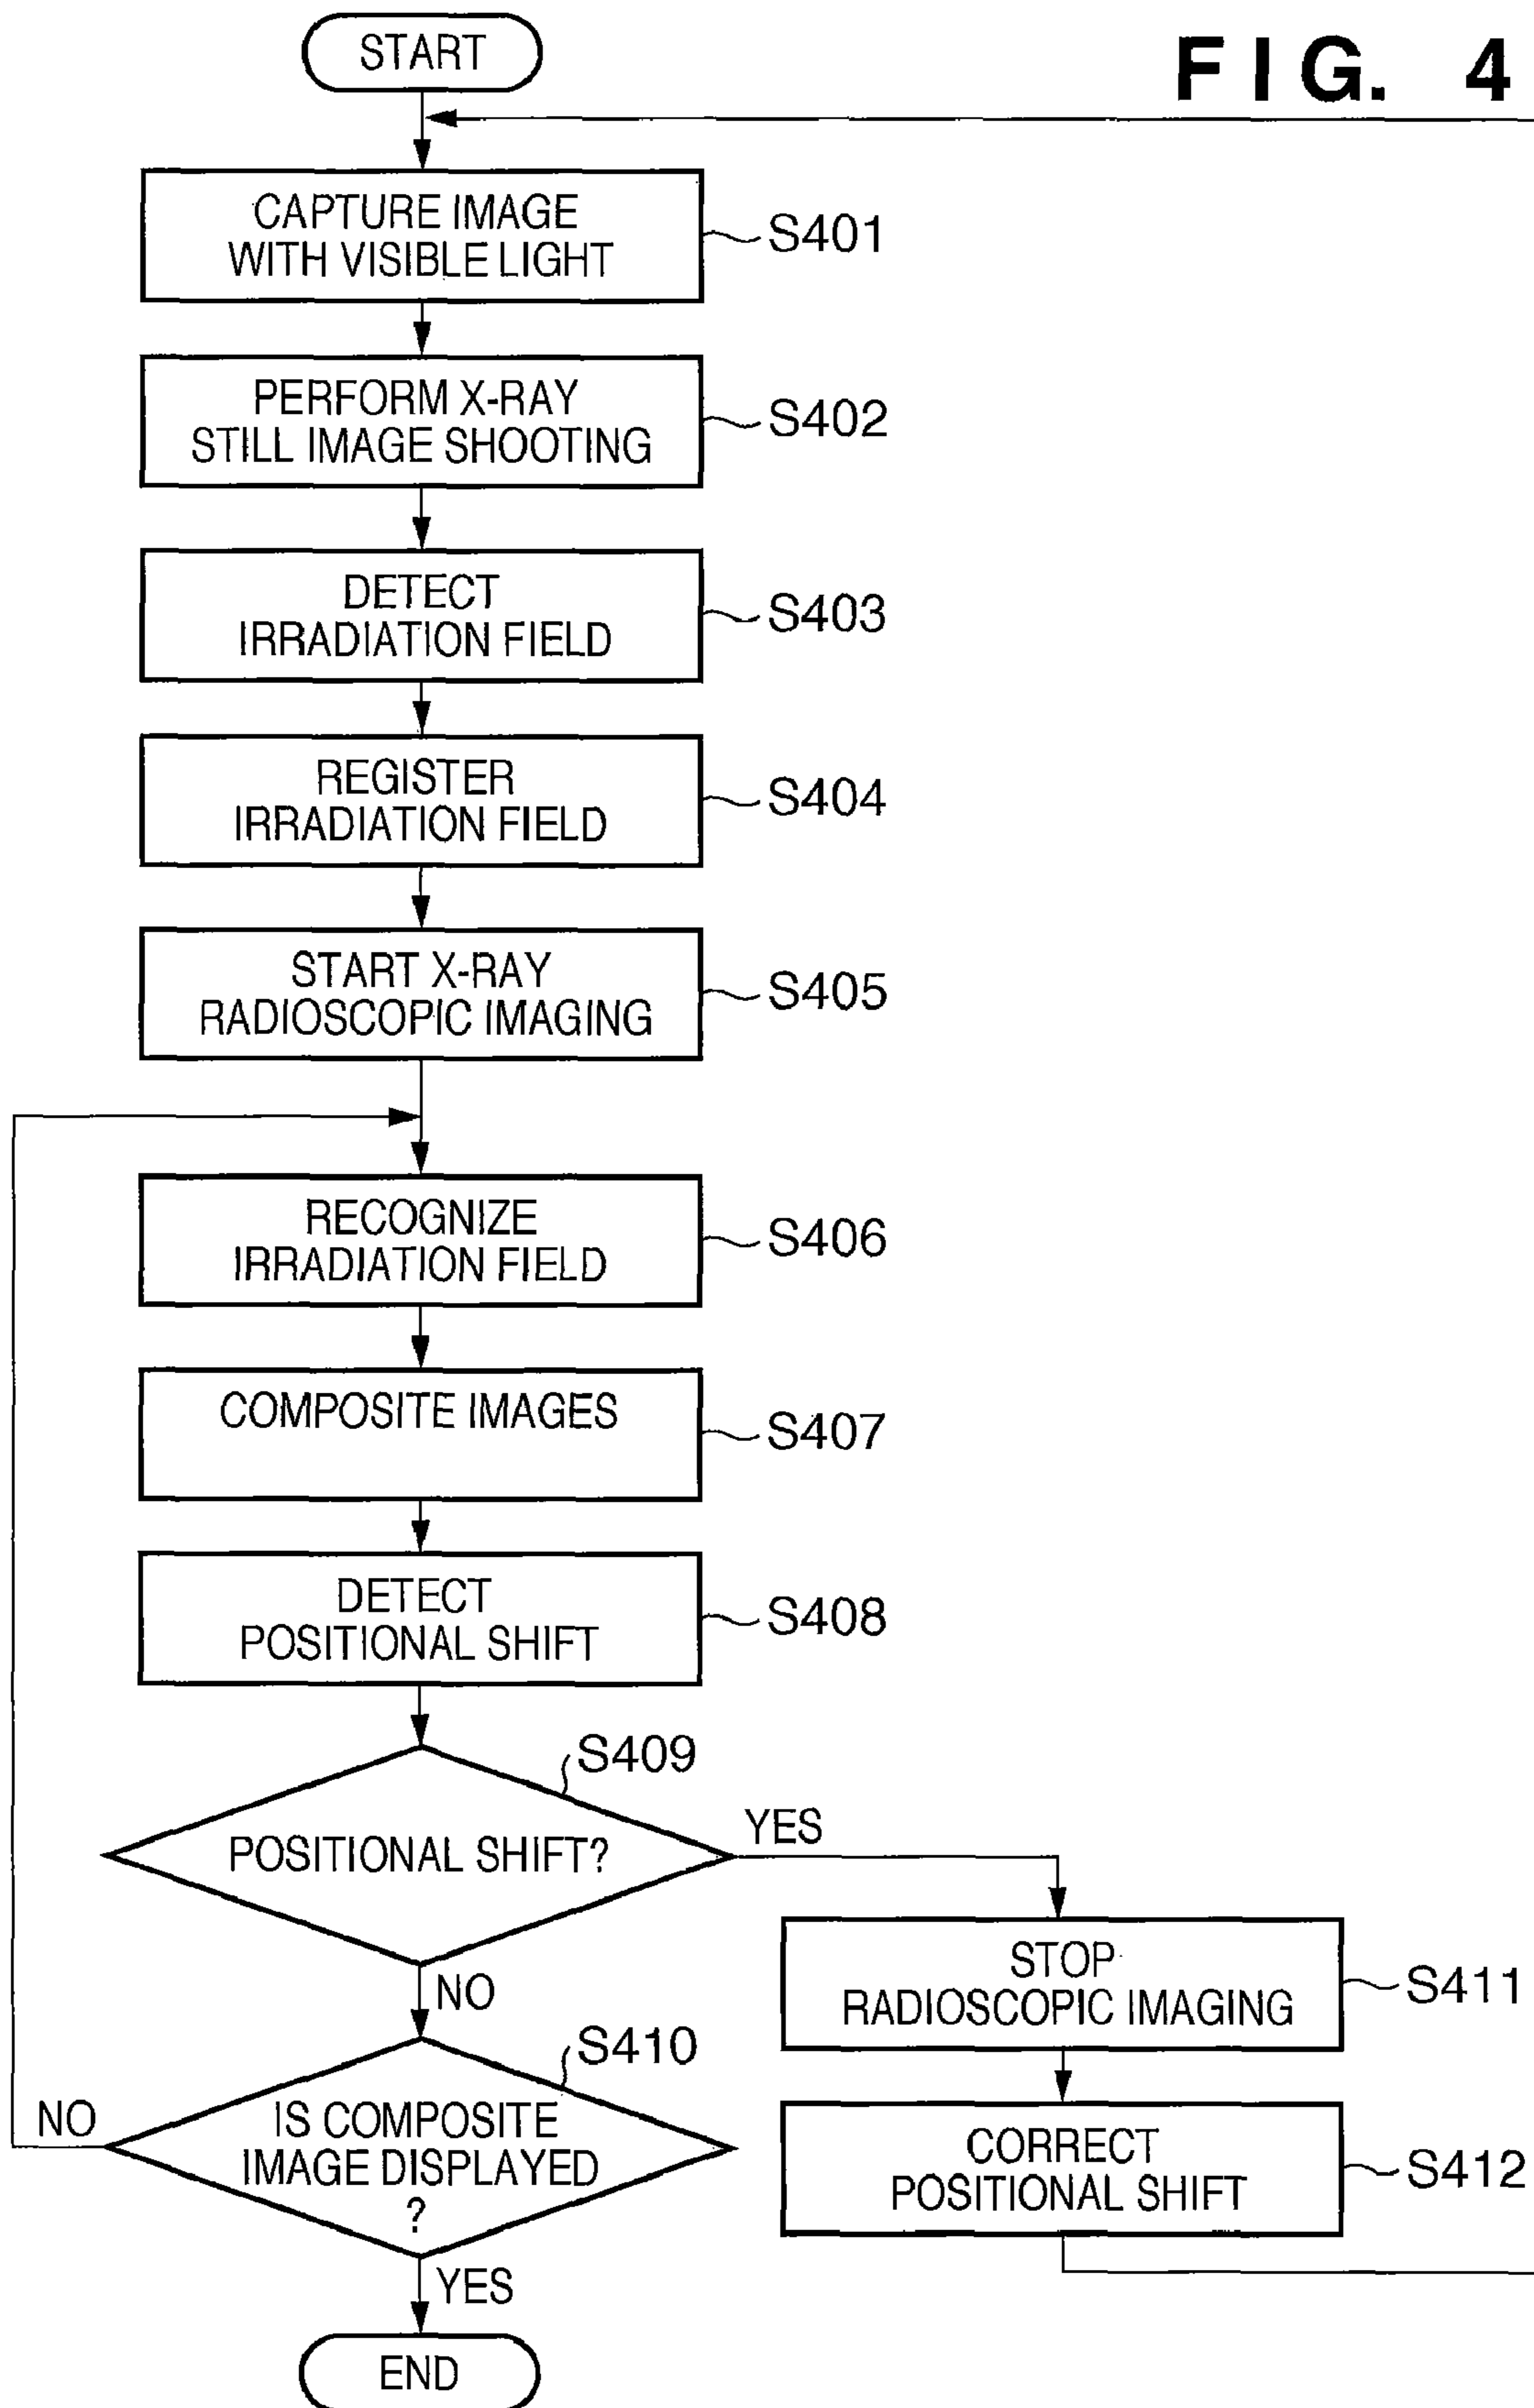 FIG. 4
START
CAPTURE IMAGE
WITH VISIBLE LIGHT
S401
PERFORM X-RAY
STILL IMAGE SHOOTING
S402
DETECT
IRRADIATION FIELD
S403
REGISTER
IRRADIATION FIELD
S404
START X-RAY
RADIOSCOPIC IMAGING
S405
RECOGNIZE
IRRADIATION FIELD
S406
COMPOSITE IMAGES
S407
DETECT
POSITIONAL SHIFT
S408
S409
POSITIONAL SHIFT?
YES
NO
STOP
RADIOSCOPIC IMAGING
S411
S410
IS COMPOSITE
IMAGE DISPLAYED
?
NO
CORRECT
POSITIONAL SHIFT
S412
YES
END